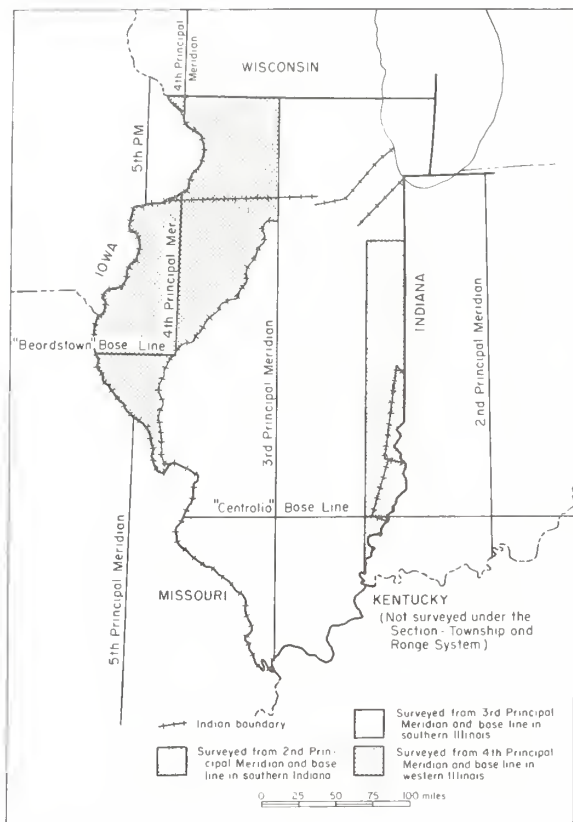 4th Principal
Meridian
WISCONSIN
5th PM
IOWA
4th Principal Mer.
INDIANA
2nd Principal Meridian
"Beardstown" Base Line
3rd Principal Meridian
"Centralia" Base Line
5th Principal Meridian
MISSOURI
KENTUCKY
(Not surveyed under the
Section-Township and
Range System)
Indian boundary
Surveyed from 2nd Prin-
cipal Meridian and base
line in southern Indiana
Surveyed from 3rd Principal
Meridian and base line in
southern Illinois
Surveyed from 4th Principal
Meridian and base line in
western Illinois
0 25 50 75 100 miles